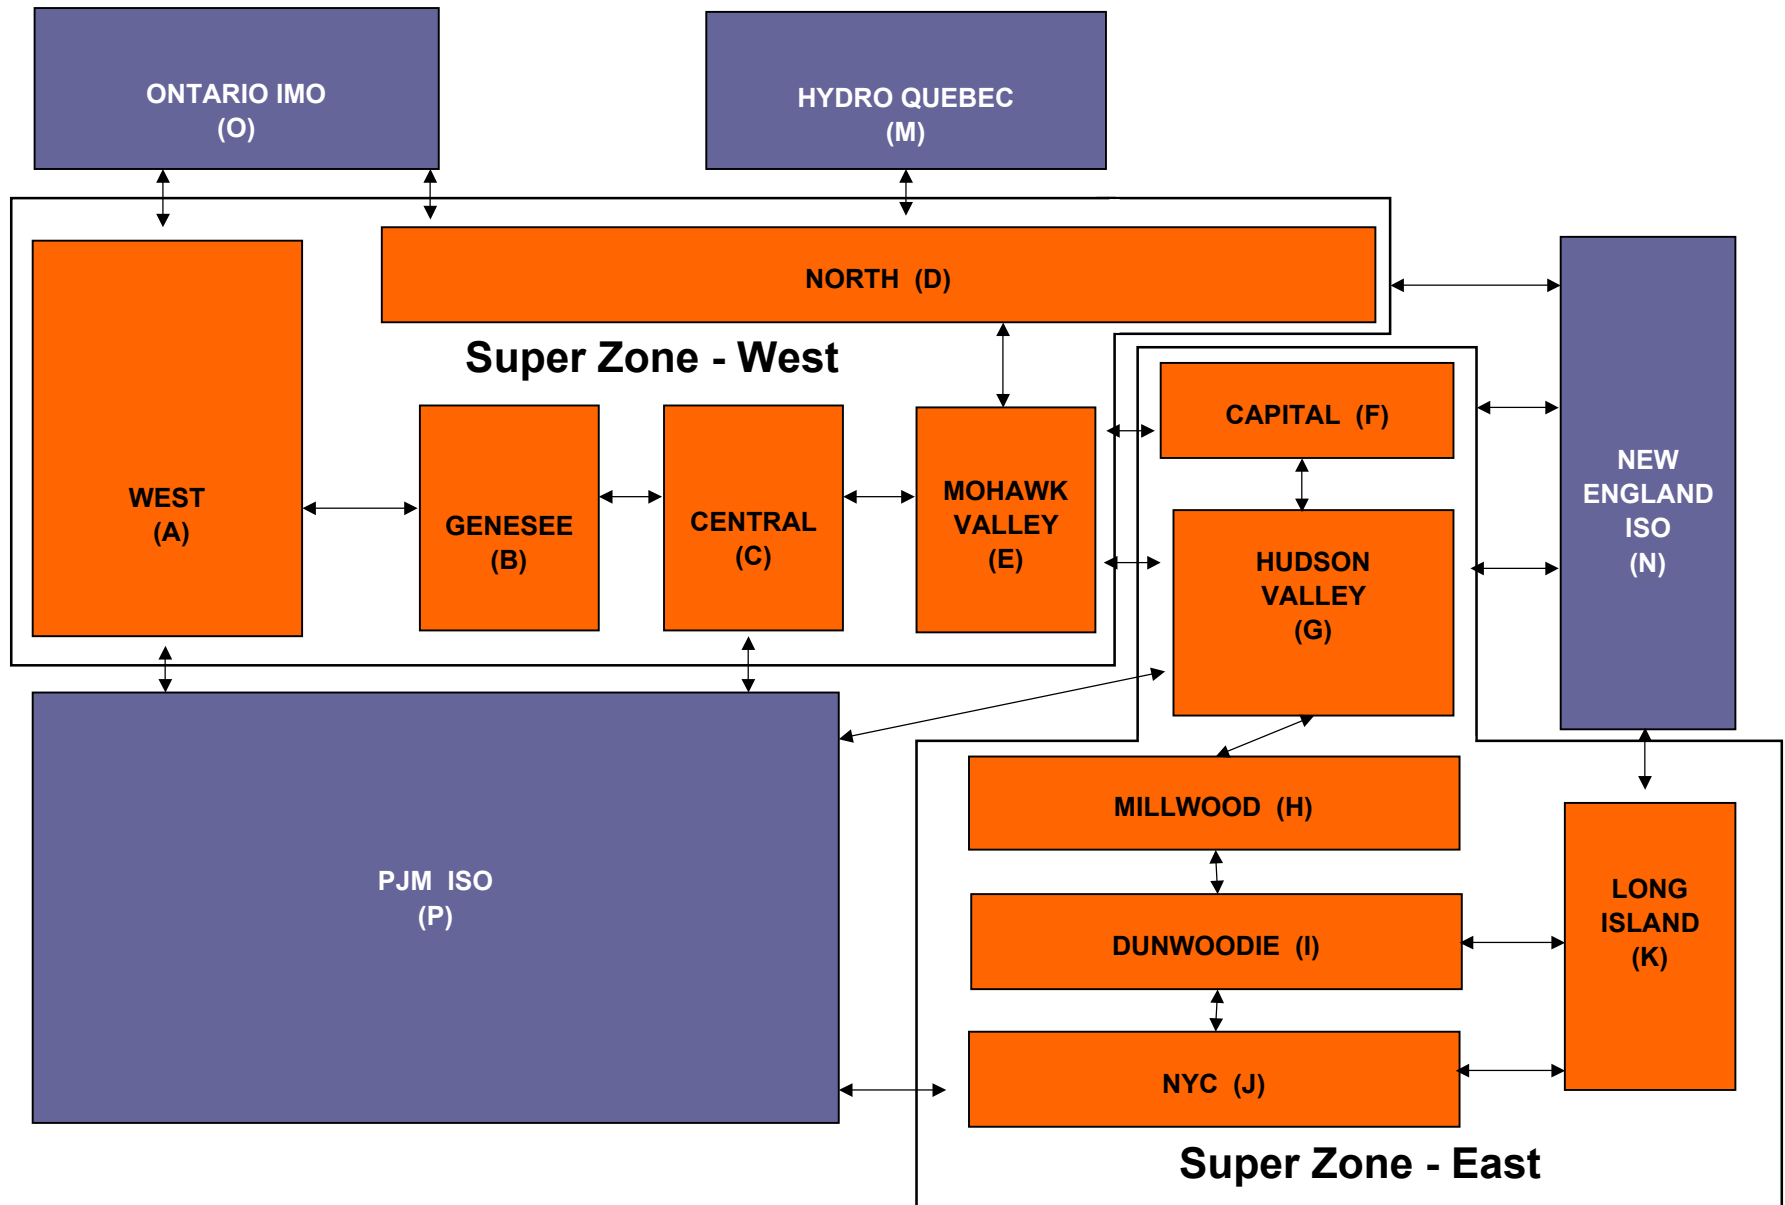 ONTARIO IMO
(O)
HYDRO QUEBEC
(M)
NORTH (D)
Super Zone - West
WEST
(A)
GENESEE
(B)
CENTRAL
(C)
MOHAWK
VALLEY
(E)
CAPITAL (F)
HUDSON
VALLEY
(G)
NEW
ENGLAND
ISO
(N)
PJM ISO
(P)
MILLWOOD (H)
DUNWOODIE (I)
NYC (J)
LONG
ISLAND
(K)
Super Zone - East